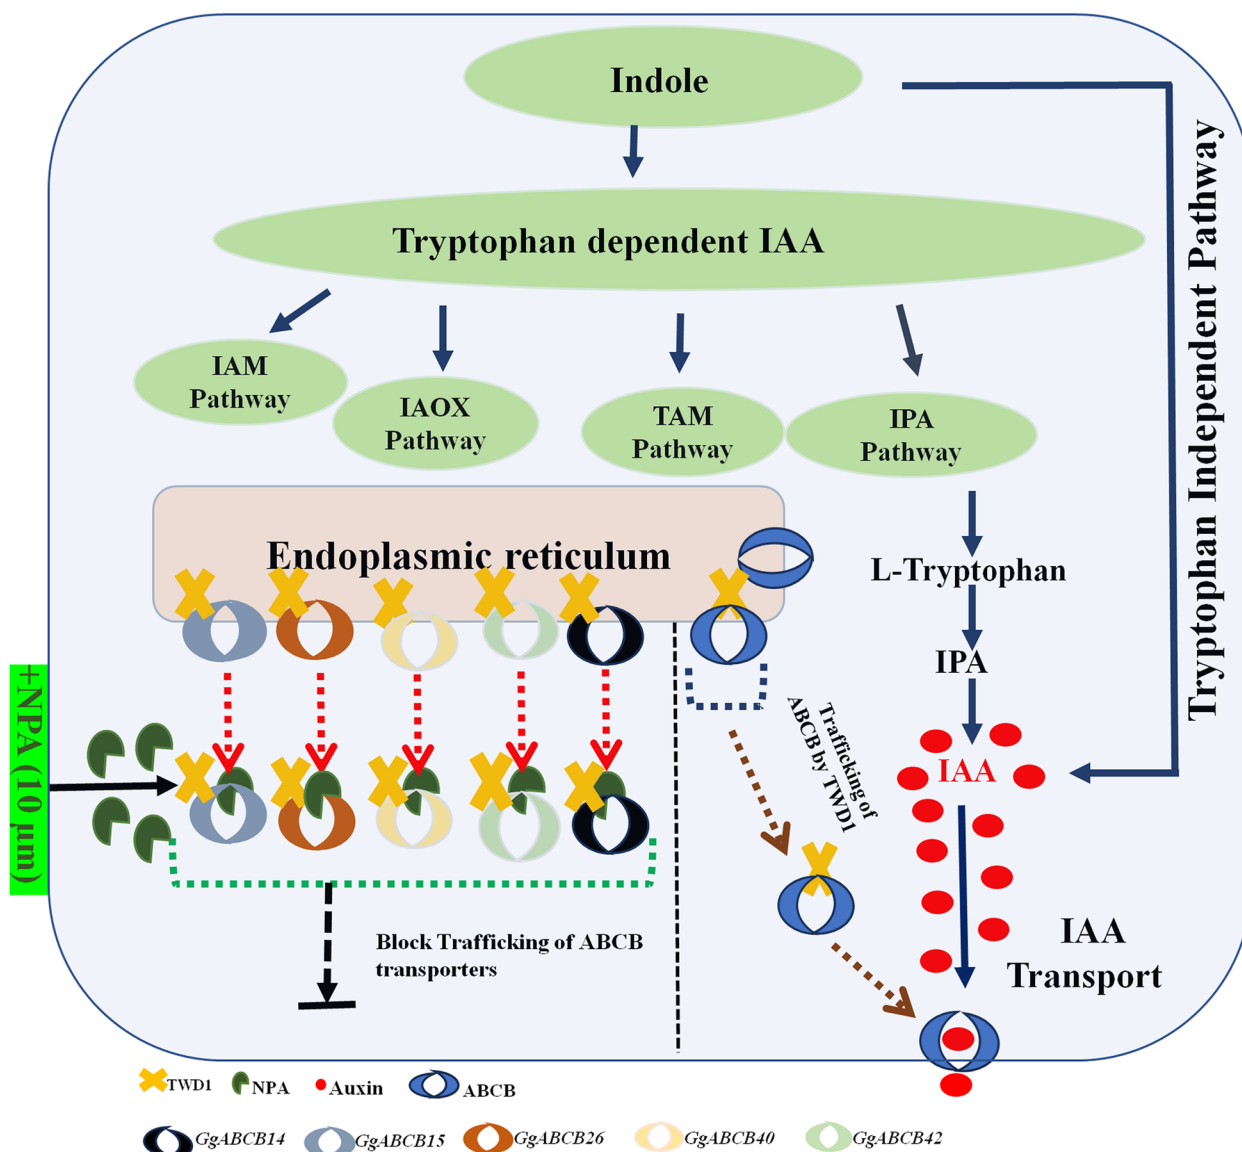 Indole
Tryptophan dependent IAA
IAM
Pathway
IAOX
Pathway
TAM
Pathway
IPA
Pathway
Tryptophan Independent Pathway
Endoplasmic reticulum
L-Tryptophan
IPA
IAA
+NPA (10 µm)
Trafficking of
ABCB by TWD1
Block Trafficking of ABCB
transporters
IAA
Transport
TWD1
NPA
Auxin
ABCB
GgABCB14
GgABCB15
GgABCB26
GgABCB40
GgABCB42